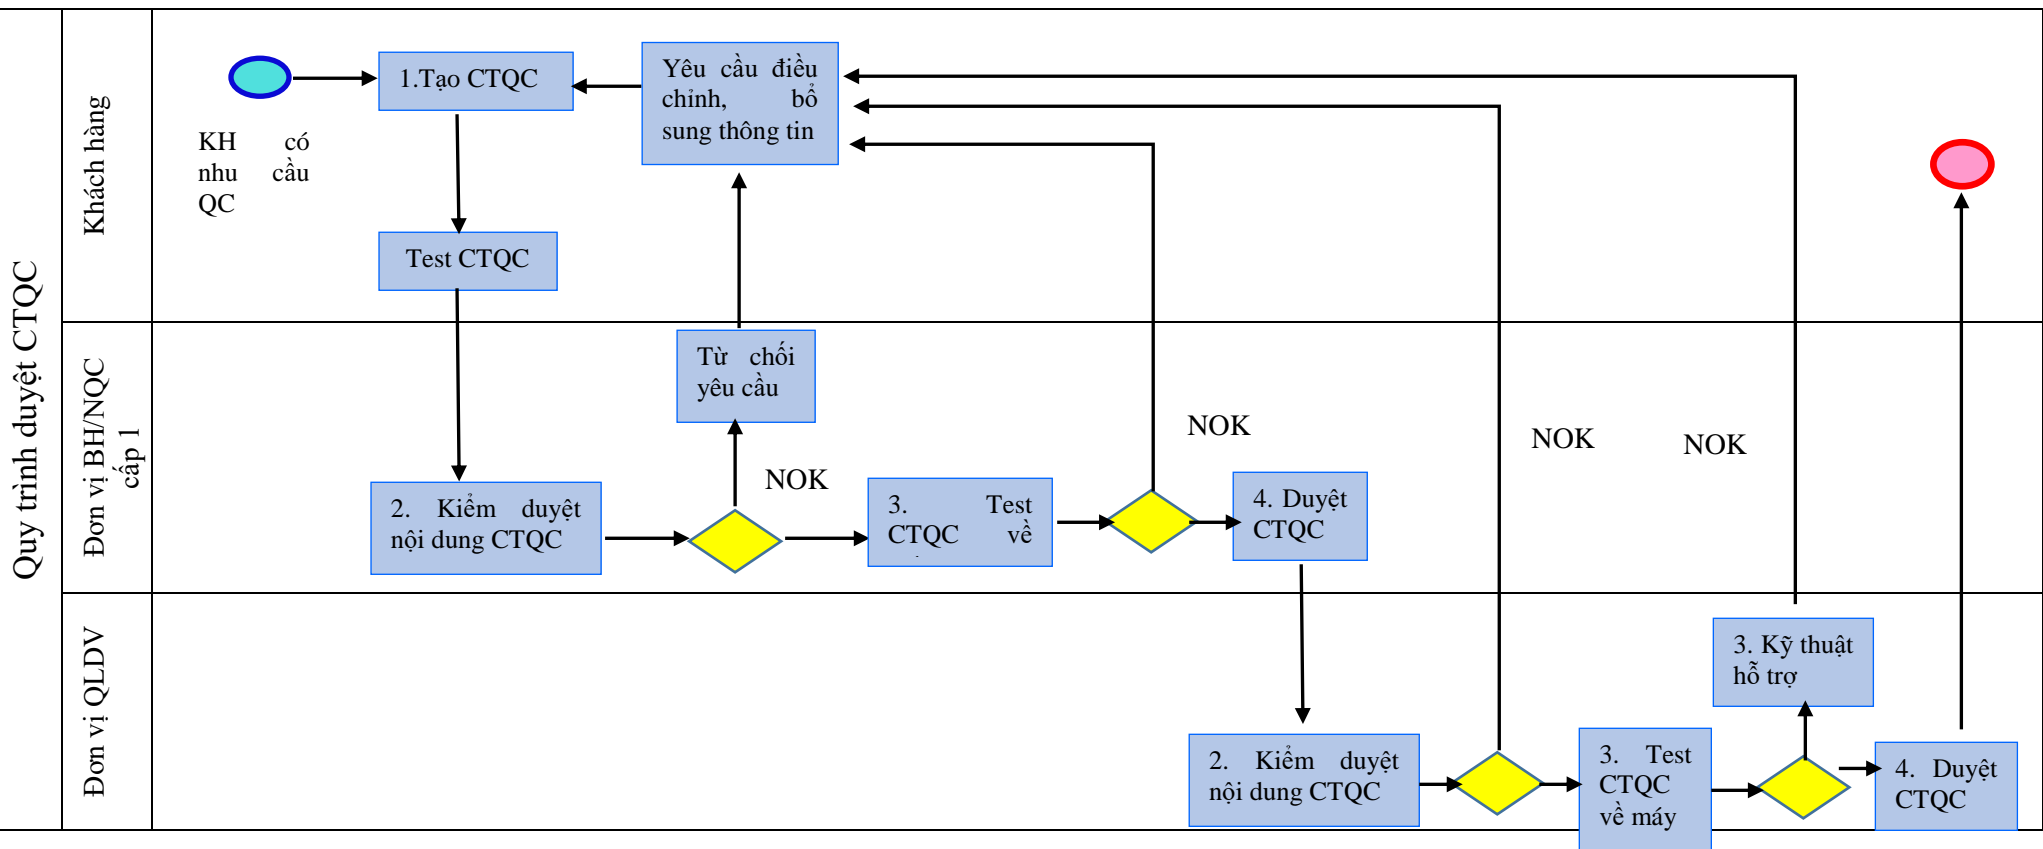 Quy trình duyệt CTQC
Khách hàng
KH có
nhu cầu
QC
1.Tạo CTQC
Yêu cầu điều
chỉnh, bổ
sung thông tin
Test CTQC
Đơn vị BH/NQC
cấp 1
Từ chối
yêu cầu
NOK
NOK
NOK
NOK
2. Kiểm duyệt
nội dung CTQC
3. Test
CTQC về
4. Duyệt
CTQC
Đơn vị QLDV
2. Kiểm duyệt
nội dung CTQC
3. Test
CTQC
về máy
3. Kỹ thuật
hỗ trợ
4. Duyệt
CTQC